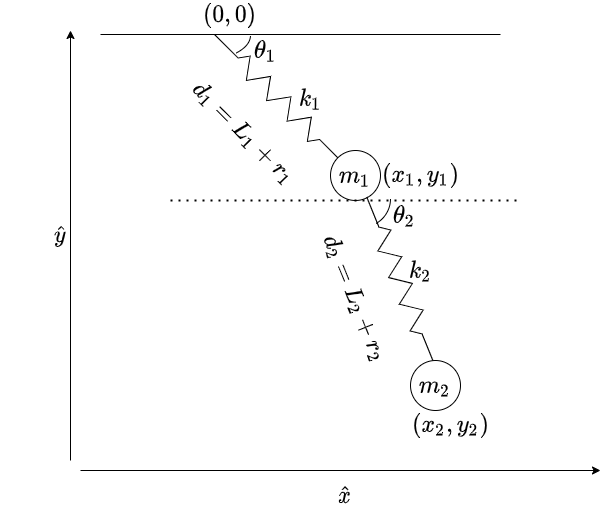 (0,0)
θ₁
k₁
d₁ = L₁ + r₁
m₁
(x₁, y₁)
θ₂
ŷ
k₂
d₂ = L₂ + r₂
m₂
(x₂, y₂)
x̂